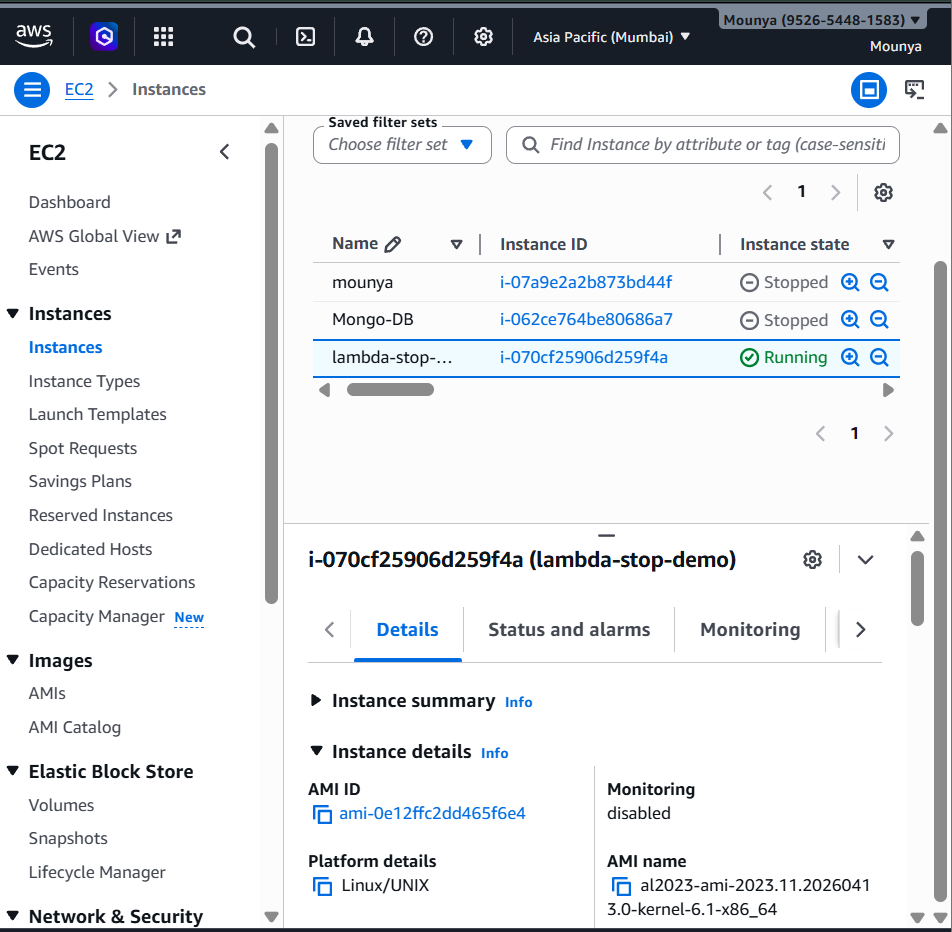 aws
Asia Pacific (Mumbai)
Mounya (9526-5448-1583)
Mounya
EC2
Instances
EC2
Dashboard
AWS Global View
Events
Instances
Instances
Instance Types
Launch Templates
Spot Requests
Savings Plans
Reserved Instances
Dedicated Hosts
Capacity Reservations
Capacity Manager New
Images
AMIs
AMI Catalog
Elastic Block Store
Volumes
Snapshots
Lifecycle Manager
Network & Security
Saved filter sets
Choose filter set
Find Instance by attribute or tag (case-sensiti
1
Name Instance ID Instance state
mounya i-07a9e2a2b873bd44f Stopped
Mongo-DB i-062ce764be80686a7 Stopped
lambda-stop-... i-070cf25906d259f4a Running
1
i-070cf25906d259f4a (lambda-stop-demo)
Details Status and alarms Monitoring
Instance summary Info
Instance details Info
AMI ID
ami-0e12ffc2dd465f6e4
Monitoring
disabled
Platform details
Linux/UNIX
AMI name
al2023-ami-2023.11.2026041
3.0-kernel-6.1-x86_64